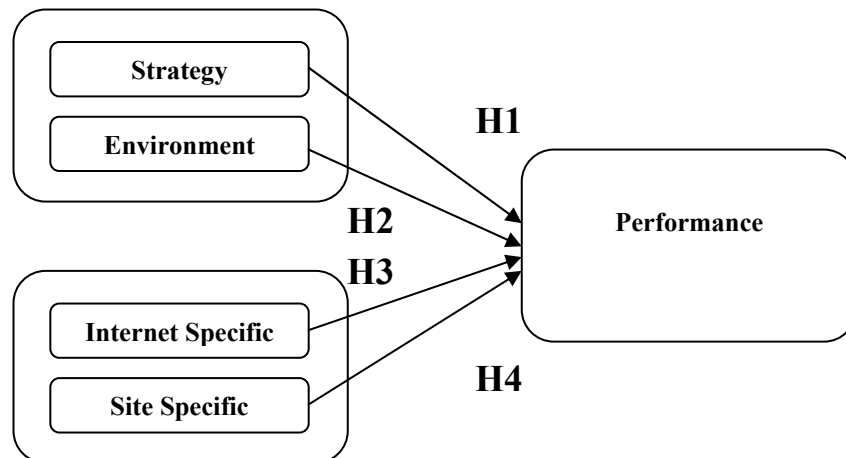 Strategy
H1
Environment
Performance
H2
H3
Internet Specific
H4
Site Specific